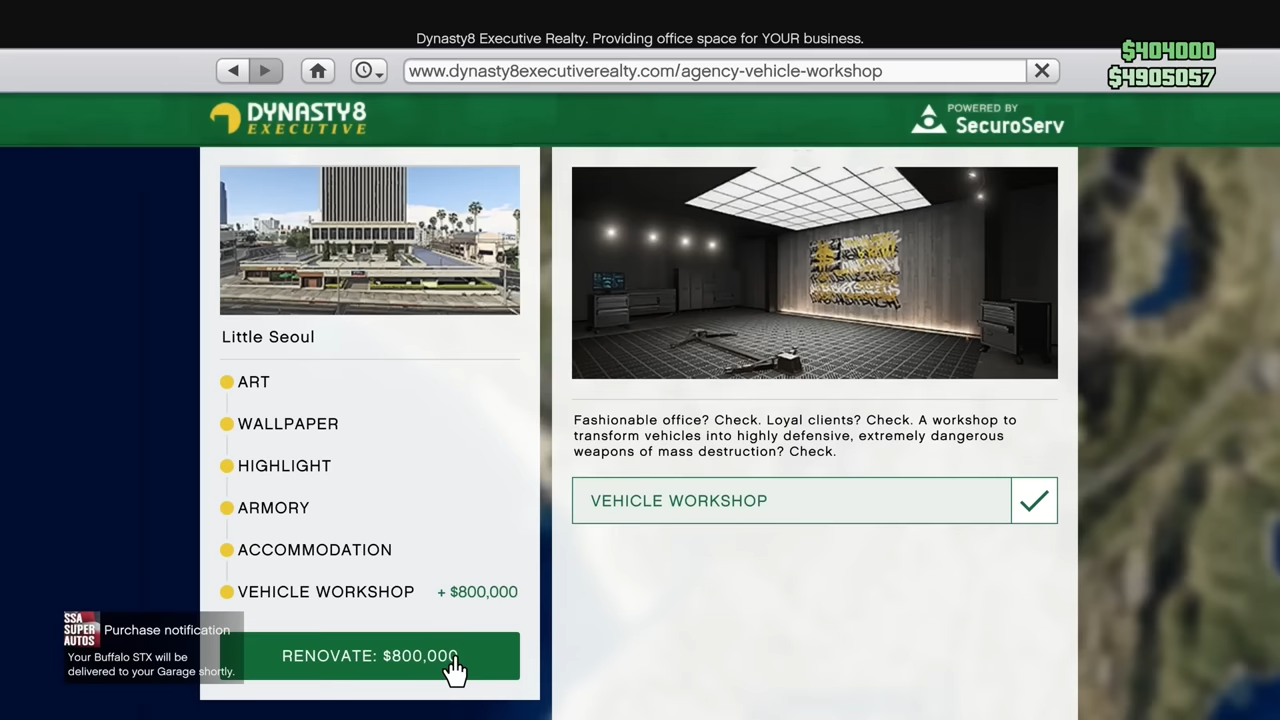 Dynasty8 Executive Realty. Providing office space for YOUR business.
$404000
www.dynasty8executiverealty.com/agency-vehicle-workshop
$4905057
DYNASTY8
EXECUTIVE
POWERED BY
SecuroServ
Little Seoul
ART
WALLPAPER
HIGHLIGHT
ARMORY
ACCOMMODATION
VEHICLE WORKSHOP + $800,000
RENOVATE: $800,000
Fashionable office? Check. Loyal clients? Check. A workshop to
transform vehicles into highly defensive, extremely dangerous
weapons of mass destruction? Check.
VEHICLE WORKSHOP
SSA
SUPER
AUTOS
Purchase notification
Your Buffalo STX will be
delivered to your Garage shortly.